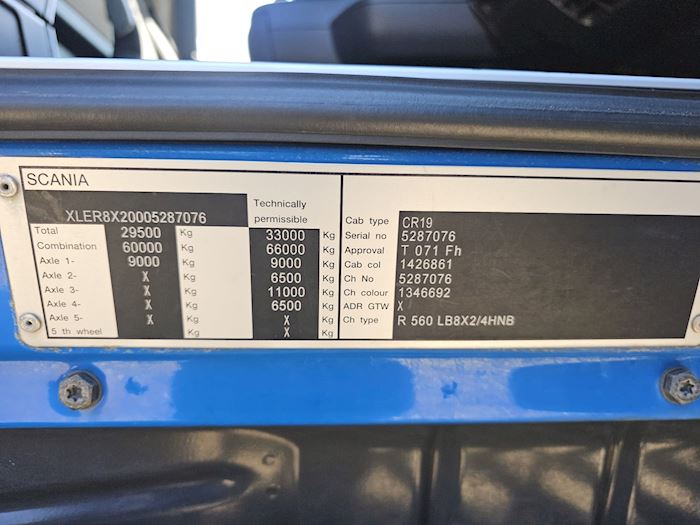 SCANIA
XLER8X20005287076
Technically
permissible
Total 29500 Kg 33000 Kg
Combination 60000 Kg 66000 Kg
Axle 1- 9000 Kg 9000 Kg
Axle 2- X Kg 6500 Kg
Axle 3- X Kg 11000 Kg
Axle 4- X Kg 6500 Kg
Axle 5- X Kg X Kg
5 th wheel X Kg X Kg
Cab type CR19
Serial no 5287076
Approval T 071 Fh
Cab col 1426861
Ch No 5287076
Ch colour 1346692
ADR GTW X
Ch type R 560 LB8X2/4HNB